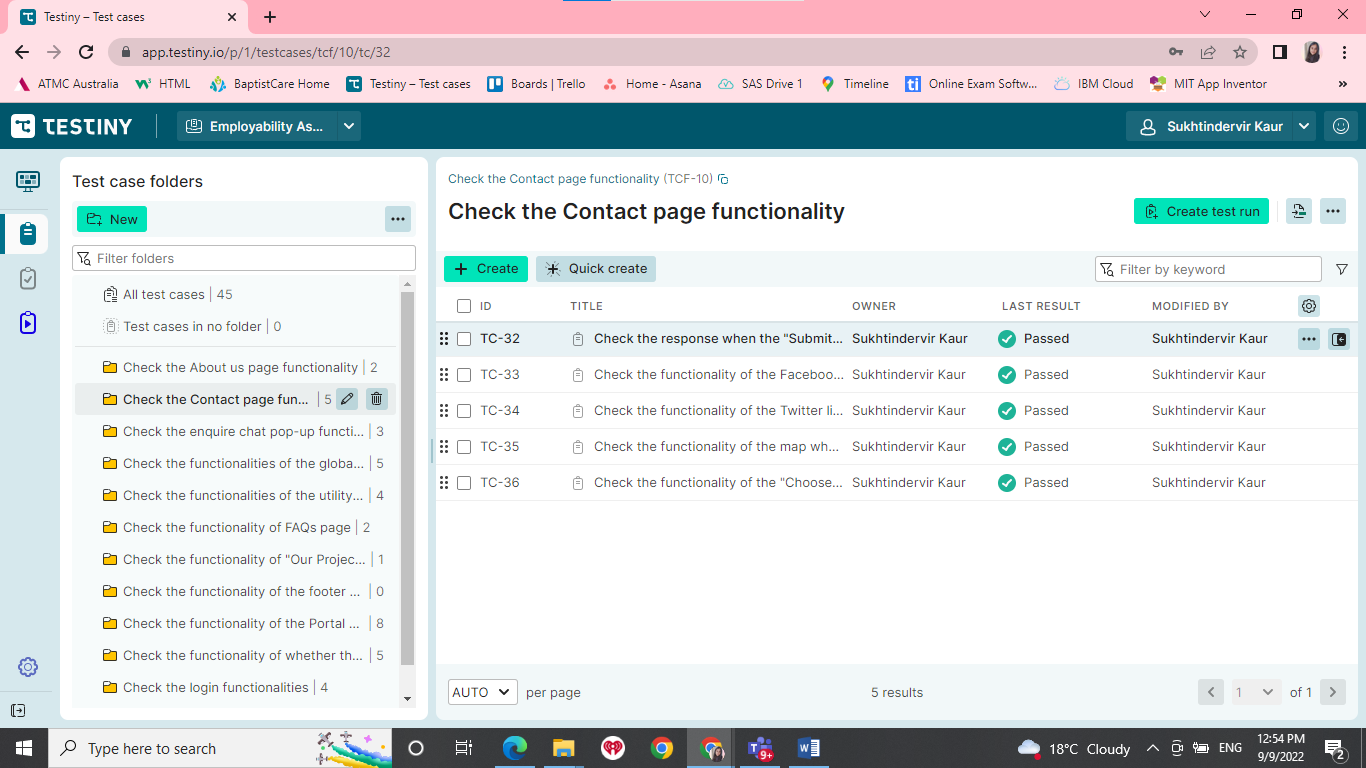 Testiny – Test cases
app.testiny.io/p/1/testcases/tcf/10/tc/32
ATMC Australia
HTML
BaptistCare Home
Testiny – Test cases
Boards | Trello
Home - Asana
SAS Drive 1
Timeline
Online Exam Softw...
IBM Cloud
MIT App Inventor
TESTINY
Employability As...
Sukhtindervir Kaur
Test case folders
New
Filter folders
All test cases | 45
Test cases in no folder | 0
Check the About us page functionality | 2
Check the Contact page fun... | 5
Check the enquire chat pop-up functi... | 3
Check the functionalities of the globa... | 5
Check the functionalities of the utility... | 4
Check the functionality of FAQs page | 2
Check the functionality of "Our Projec... | 1
Check the functionality of the footer ... | 0
Check the functionality of the Portal ... | 8
Check the functionality of whether th... | 5
Check the login functionalities | 4
Check the Contact page functionality (TCF-10)
Check the Contact page functionality
Create test run
Create
Quick create
Filter by keyword
ID TITLE OWNER LAST RESULT MODIFIED BY
TC-32 Check the response when the "Submit... Sukhtindervir Kaur Passed Sukhtindervir Kaur
TC-33 Check the functionality of the Faceboo... Sukhtindervir Kaur Passed Sukhtindervir Kaur
TC-34 Check the functionality of the Twitter li... Sukhtindervir Kaur Passed Sukhtindervir Kaur
TC-35 Check the functionality of the map wh... Sukhtindervir Kaur Passed Sukhtindervir Kaur
TC-36 Check the functionality of the "Choose... Sukhtindervir Kaur Passed Sukhtindervir Kaur
AUTO per page
5 results
1 of 1
Type here to search
9+
18°C Cloudy
ENG
12:54 PM
9/9/2022
2